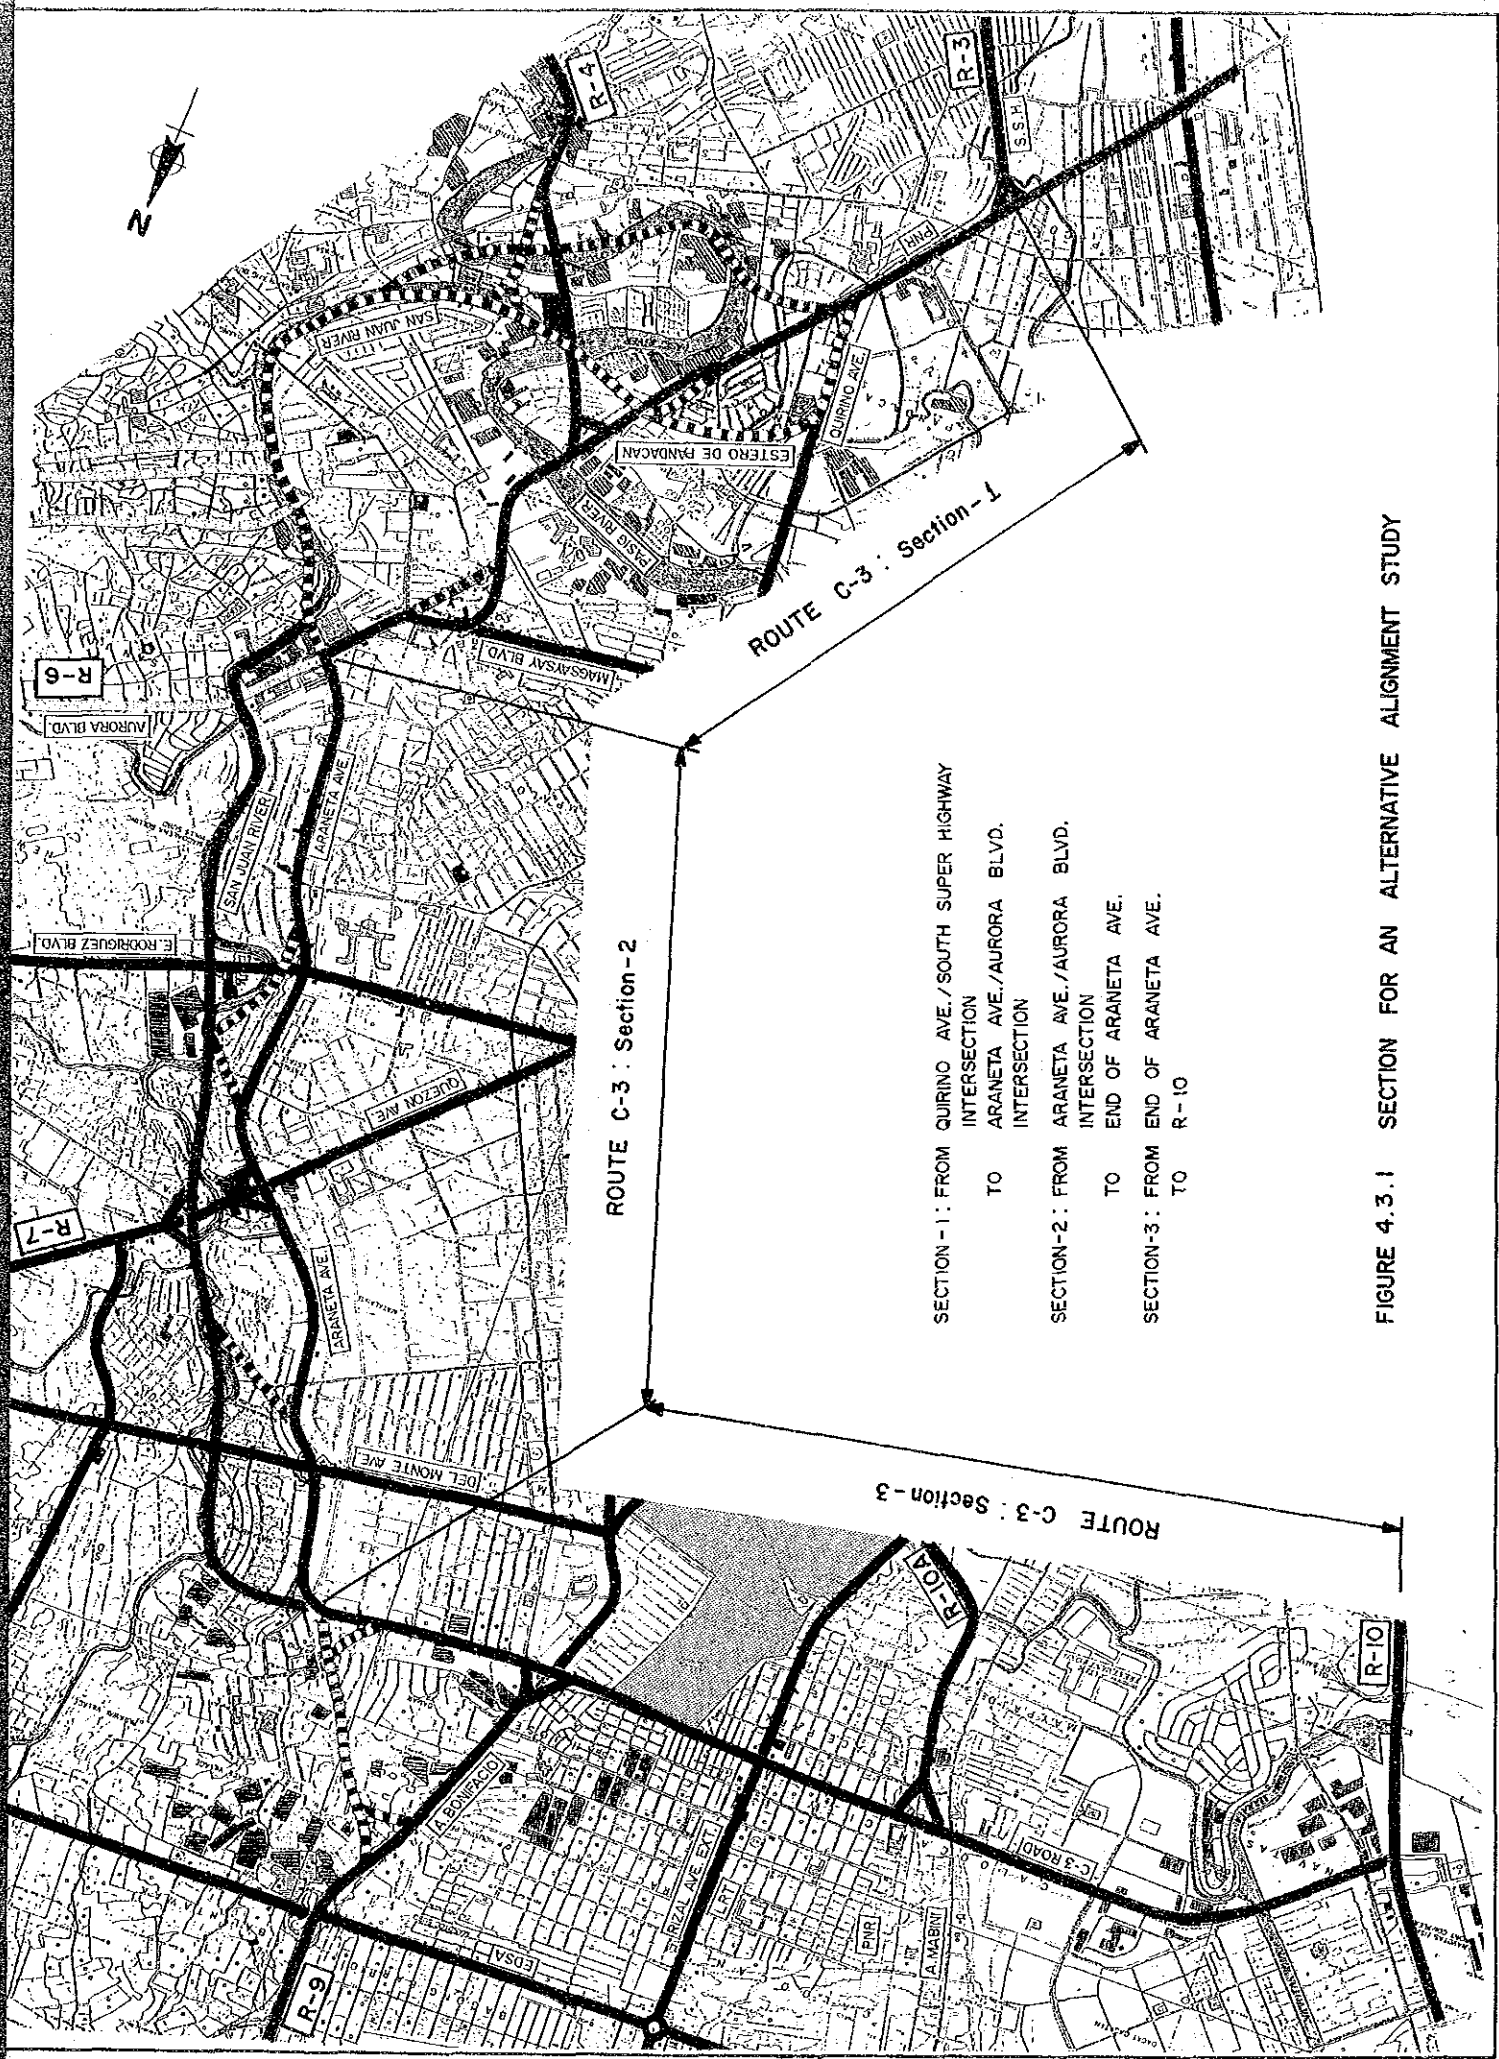 N
R-4
R-3
S.S.H.
PNR
SAN JUAN RIVER
QUIRINO AVE.
ESTERO DE PANDACAN
PASIG RIVER
R-6
AURORA BLVD.
MAGSAYSAY BLVD.
SAN JUAN RIVER
ARANETA AVE.
E. RODRIGUEZ BLVD.
QUEZON AVE.
R-7
ARANETA AVE.
DEL MONTE AVE
A. BONIFACIO
R-9
EDSA
RIZAL AVE. EXT.
LRT
PNR
A. MABINI
C-3 ROAD
R-10A
R-10
ROUTE C-3 : Section-1
ROUTE C-3 : Section-2
ROUTE C-3 : Section-3
SECTION-1 : FROM QUIRINO AVE./SOUTH SUPER HIGHWAY
INTERSECTION
TO ARANETA AVE./AURORA BLVD.
INTERSECTION
SECTION-2 : FROM ARANETA AVE./AURORA BLVD.
INTERSECTION
TO END OF ARANETA AVE.
SECTION-3 : FROM END OF ARANETA AVE.
TO R-10
FIGURE 4.3.1 SECTION FOR AN ALTERNATIVE ALIGNMENT STUDY